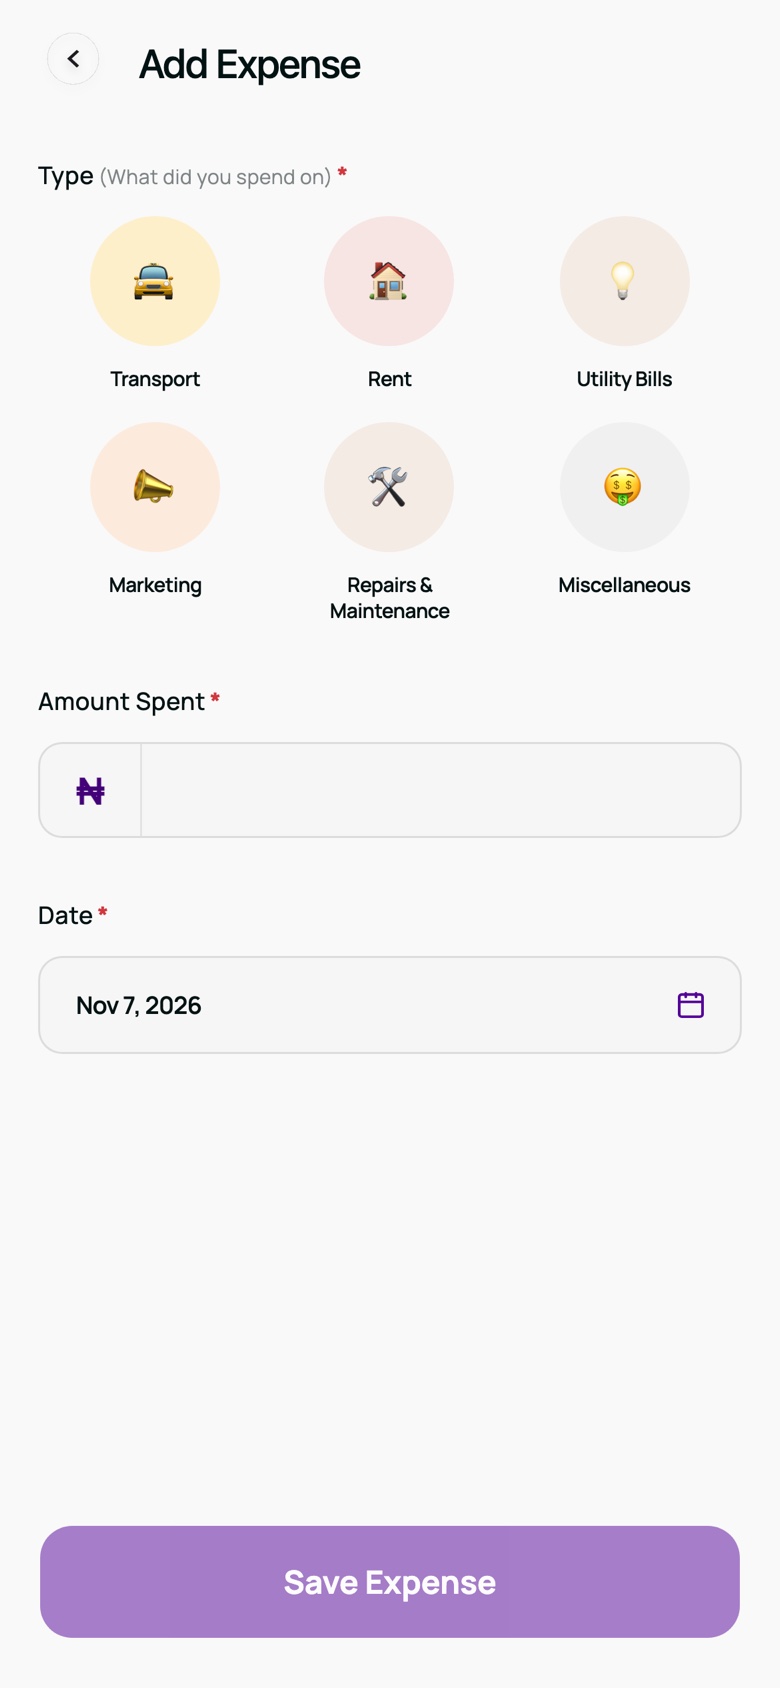 Add Expense
Type (What did you spend on) *
Transport
Rent
Utility Bills
Marketing
Repairs &
Maintenance
Miscellaneous
Amount Spent *
₦
Date *
Nov 7, 2026
Save Expense